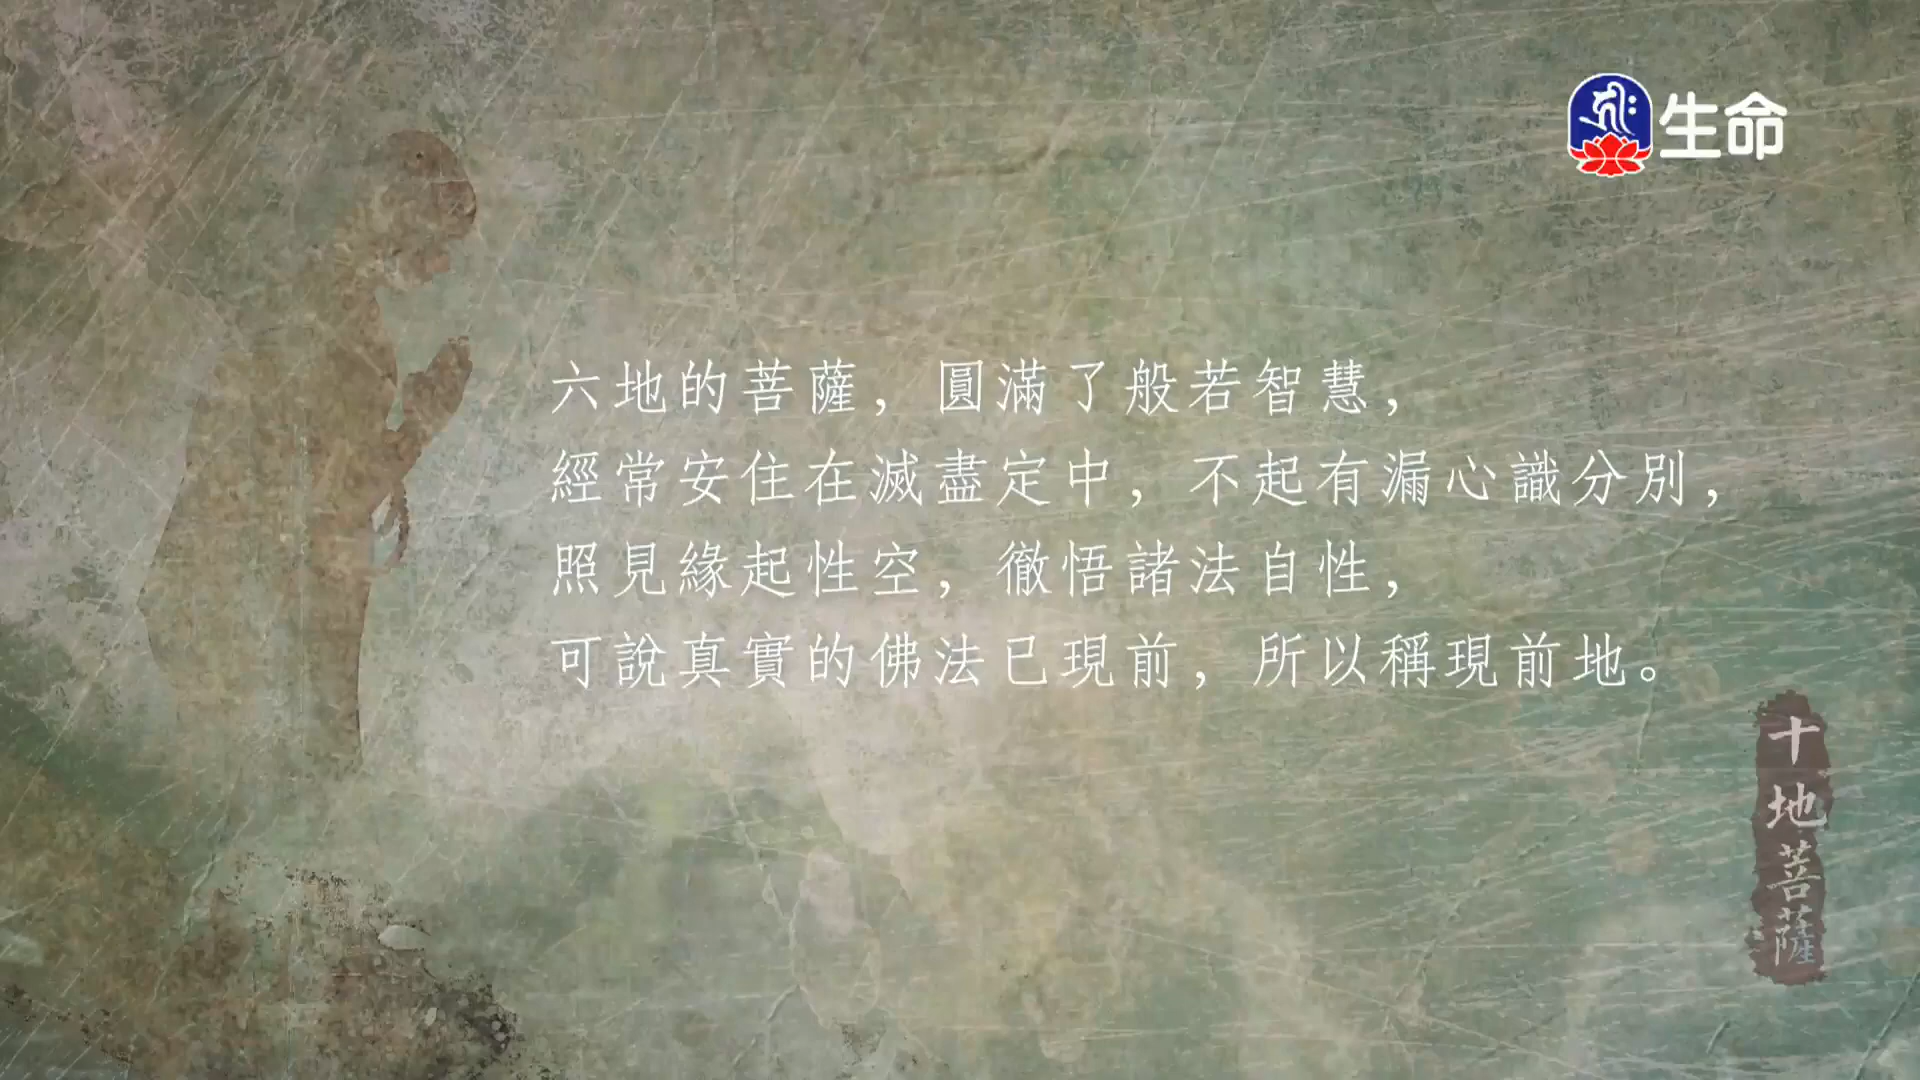 生命
六地的菩薩，圓滿了般若智慧，
經常安住在滅盡定中，不起有漏心識分別，
照見緣起性空，徹悟諸法自性，
可說真實的佛法已現前，所以稱現前地。
十地菩薩